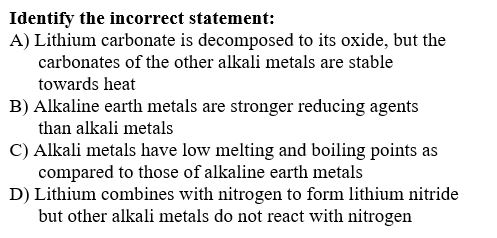 Identify the incorrect statement:
A) Lithium carbonate is decomposed to its oxide, but the
carbonates of the other alkali metals are stable
towards heat
B) Alkaline earth metals are stronger reducing agents
than alkali metals
C) Alkali metals have low melting and boiling points as
compared to those of alkaline earth metals
D) Lithium combines with nitrogen to form lithium nitride
but other alkali metals do not react with nitrogen